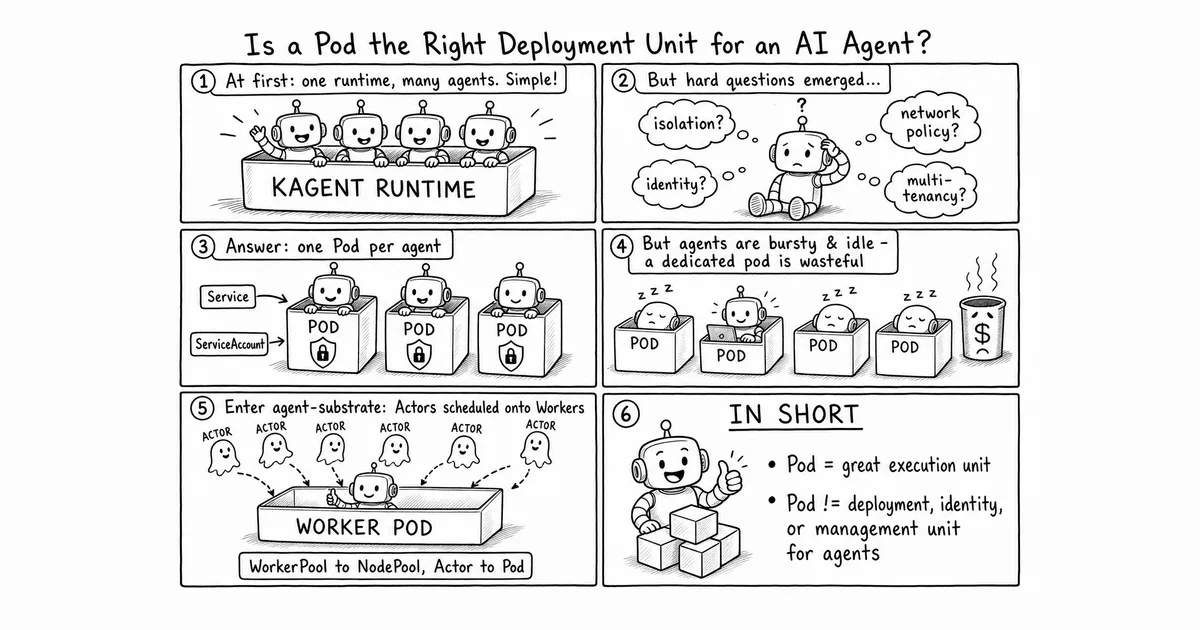 Is a Pod the Right Deployment Unit for an AI Agent?
1 At first: one runtime, many agents. Simple!
KAGENT RUNTIME
2 But hard questions emerged...
?
isolation?
network
policy?
identity?
multi-
tenancy?
3 Answer: one Pod per agent
Service
ServiceAccount
POD
POD
POD
4 But agents are bursty & idle -
a dedicated pod is wasteful
z z z
z z z
z z z
POD
POD
POD
POD
$
5 Enter agent-substrate: Actors scheduled onto Workers
ACTOR
ACTOR
ACTOR
ACTOR
ACTOR
ACTOR
WORKER POD
WorkerPool to NodePool, Actor to Pod
6 IN SHORT
• Pod = great execution unit
• Pod != deployment, identity,
or management unit
for agents